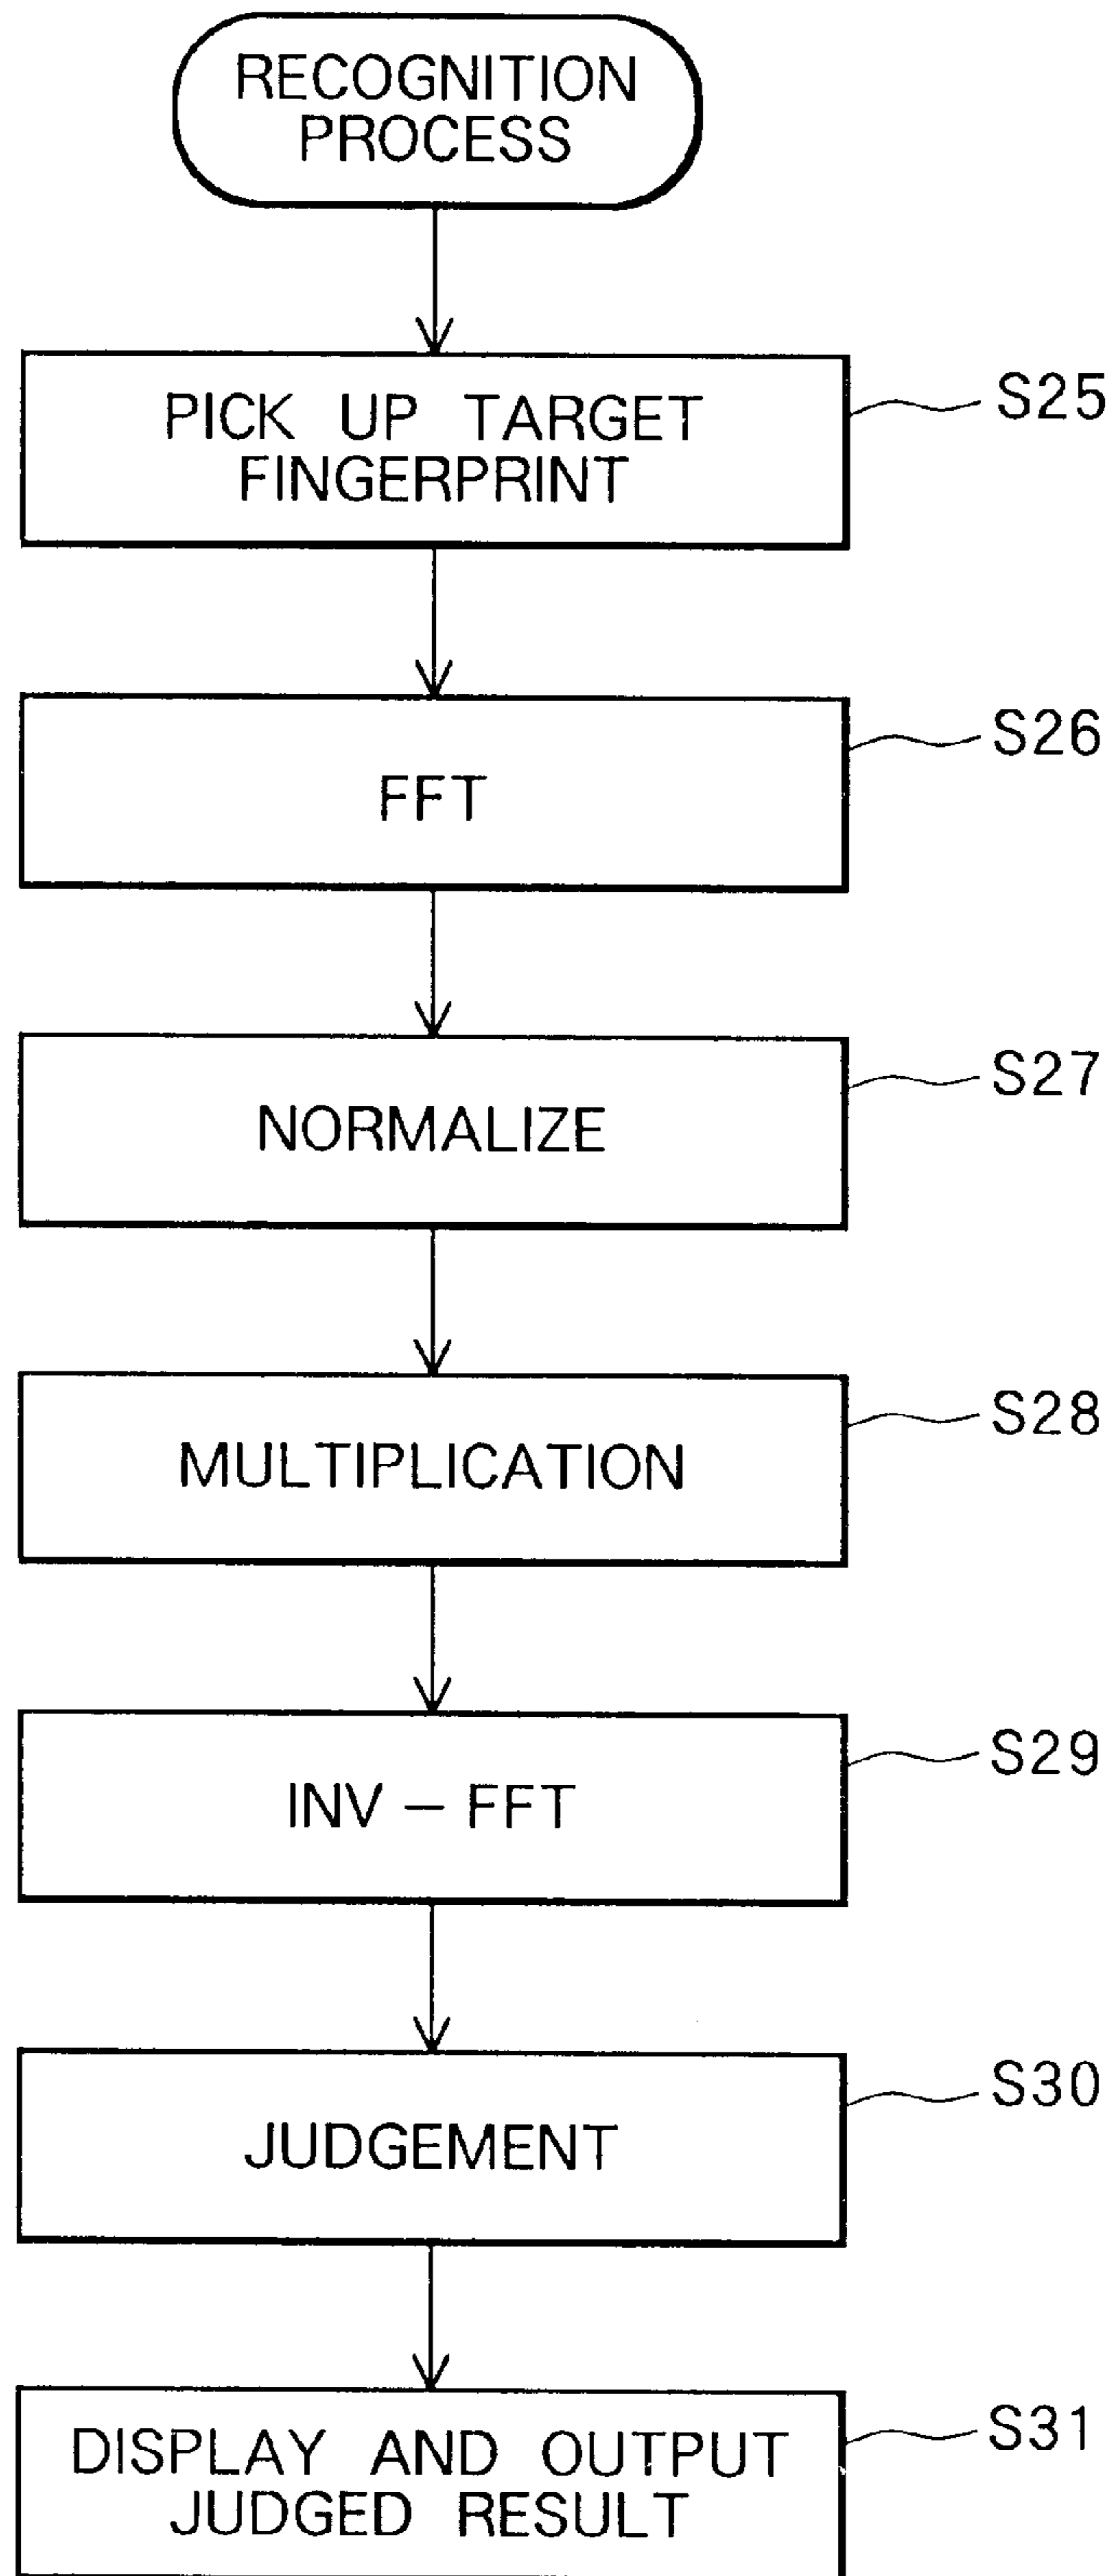 RECOGNITION
PROCESS
PICK UP TARGET
FINGERPRINT
S25
FFT
S26
NORMALIZE
S27
MULTIPLICATION
S28
INV – FFT
S29
JUDGEMENT
S30
DISPLAY AND OUTPUT
JUDGED RESULT
S31